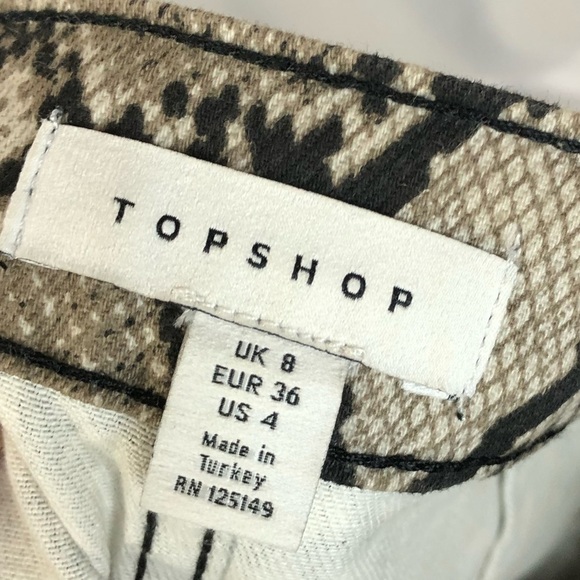 TOPSHOP
UK 8
EUR 36
US 4
Made in
Turkey
RN 125149